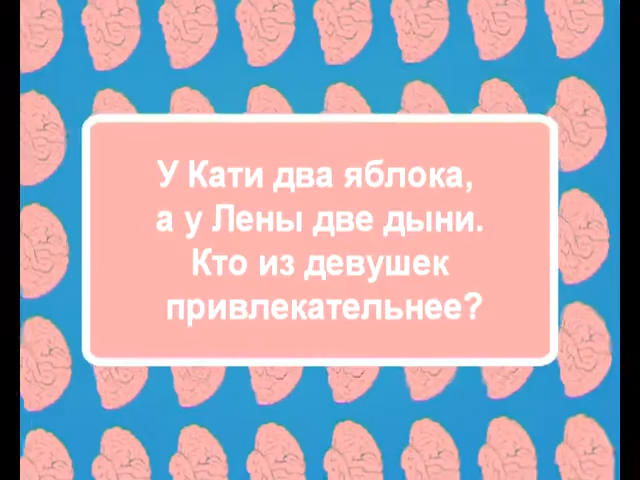 У Кати два яблока,
а у Лены две дыни.
Кто из девушек
привлекательнее?